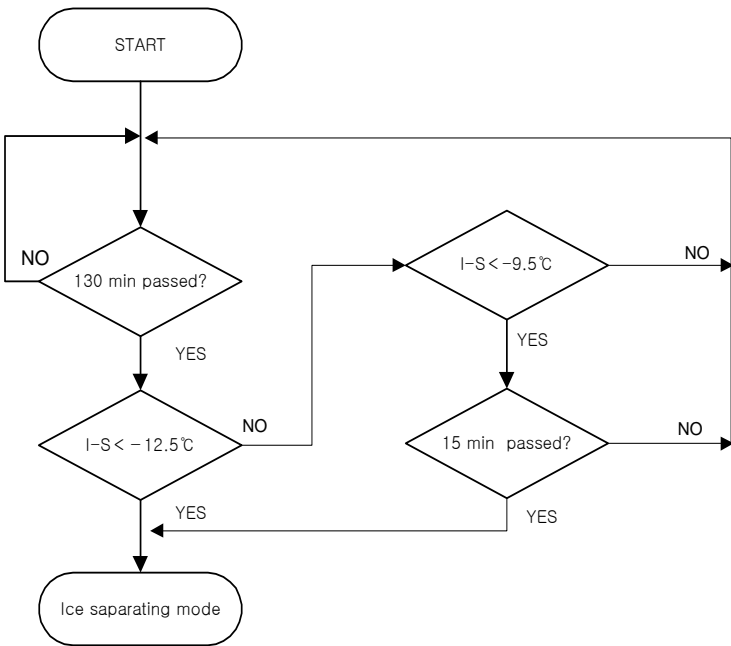 START
NO
130 min passed?
YES
I-S< -12.5℃
NO
YES
Ice saparating mode
I-S<-9.5℃
NO
YES
15 min passed?
NO
YES